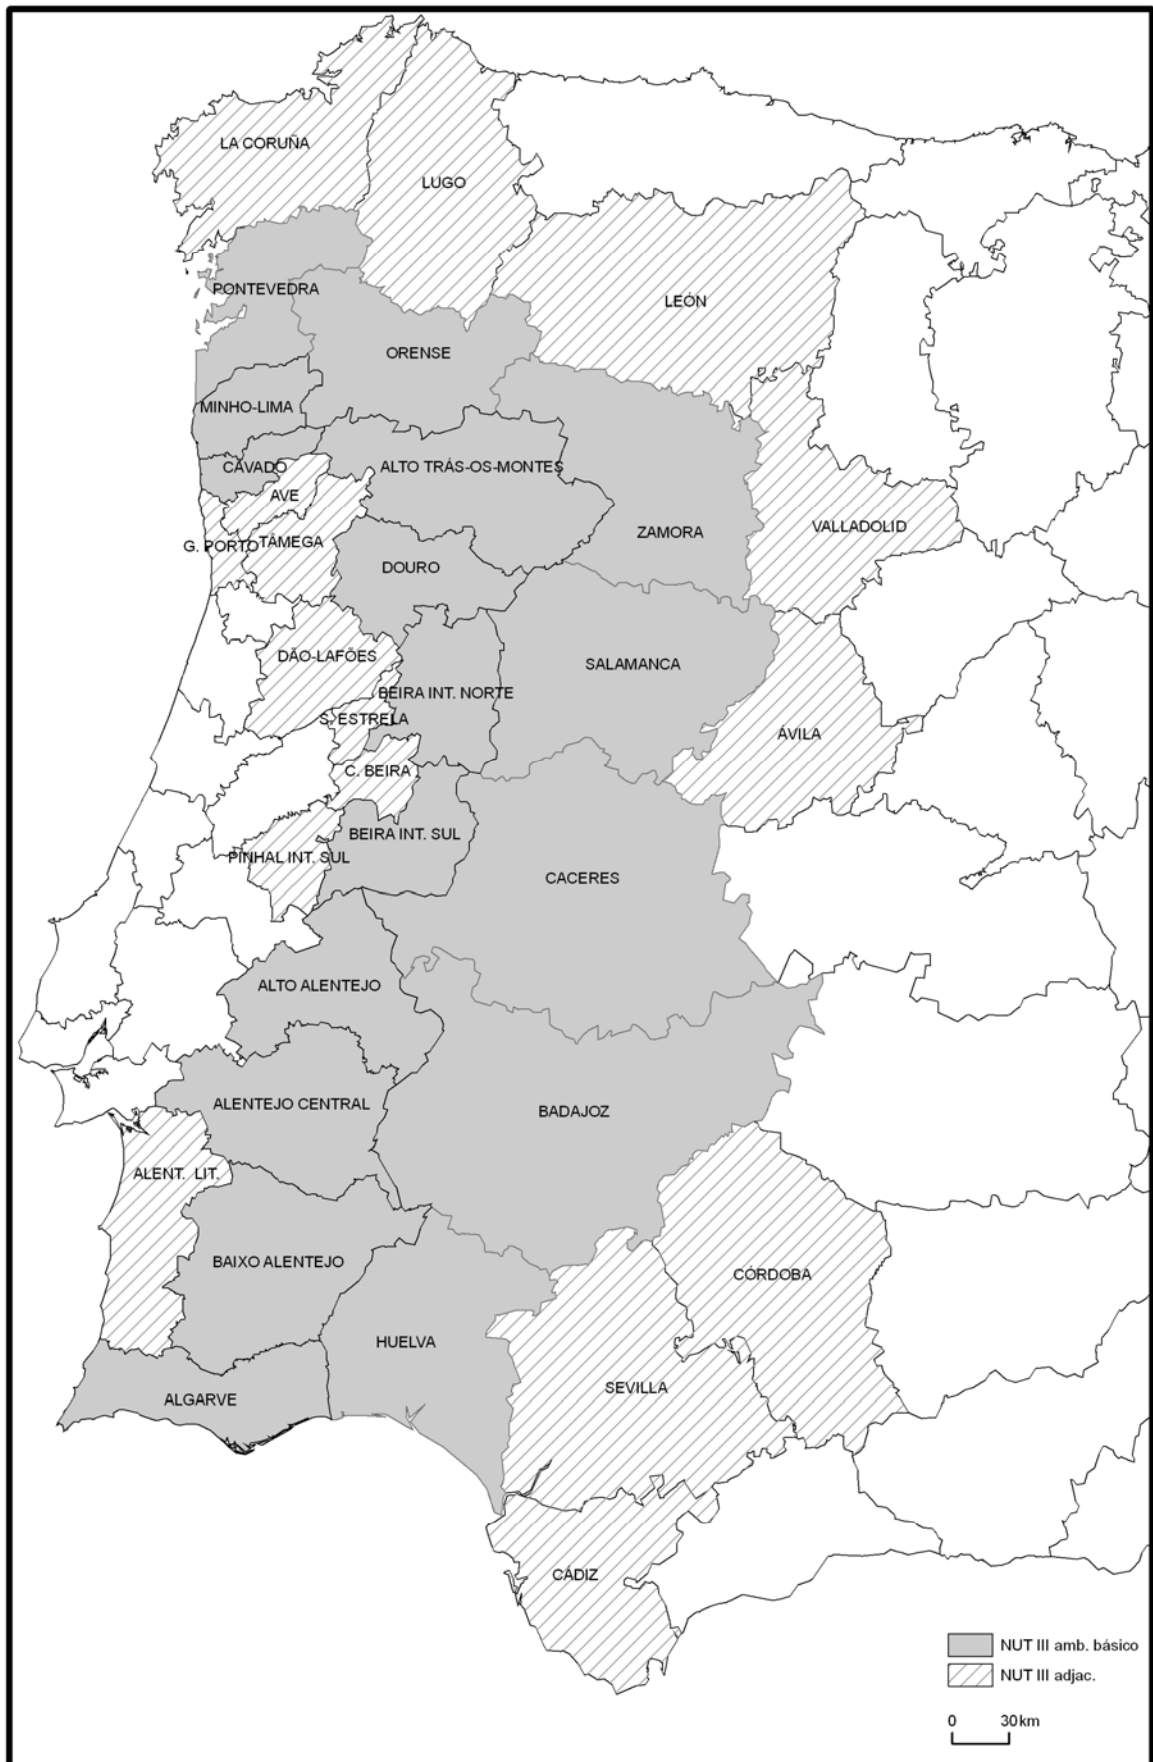 LA CORUÑA
LUGO
PONTEVEDRA
LEÓN
ORENSE
MINHO-LIMA
CAVADO
ALTO TRÁS-OS-MONTES
AVE
VALLADOLID
ZAMORA
G. PORTO
TÂMEGA
DOURO
DÃO-LAFÕES
SALAMANCA
BEIRA INT. NORTE
S. ESTRELA
ÁVILA
C. BEIRA
BEIRA INT. SUL
PINHAL INT. SUL
CACERES
ALTO ALENTEJO
ALENTEJO CENTRAL
BADAJOZ
ALENT. LIT.
BAIXO ALENTEJO
CÓRDOBA
HUELVA
SEVILLA
ALGARVE
CÁDIZ
NUT III amb. básico
NUT III adjac.
0 30km